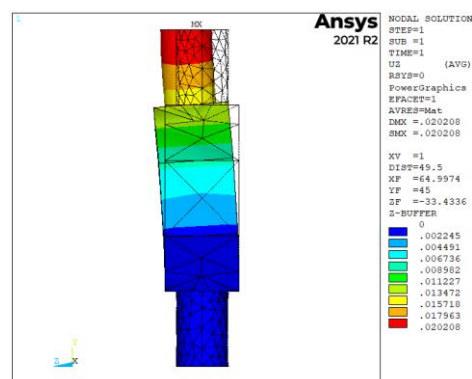 1
MX
Ansys
2021 R2
NODAL SOLUTION
STEP=1
SUB =1
TIME=1
UZ (AVG)
RSYS=0
PowerGraphics
EFACET=1
AVRES=Mat
DMX =.020208
SMX =.020208
XV =1
DIST=49.5
XF =64.9974
YF =45
ZF =-33.4336
Z-BUFFER
0
.002245
.004491
.006736
.008982
.011227
.013472
.015718
.017963
.020208
Y
Z X